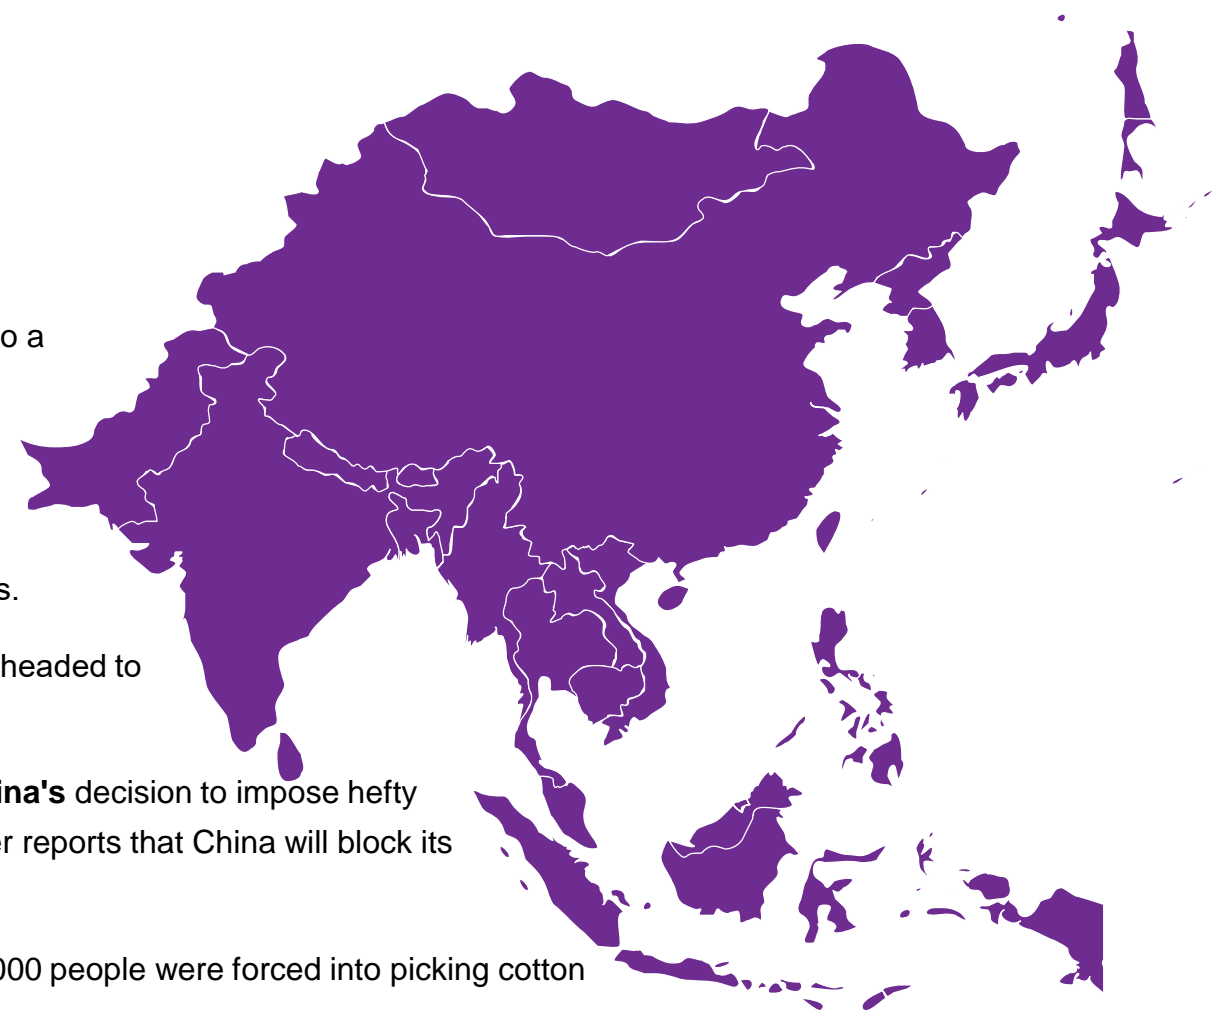 o a
s.
headed to
ina's decision to impose hefty
er reports that China will block its
000 people were forced into picking cotton